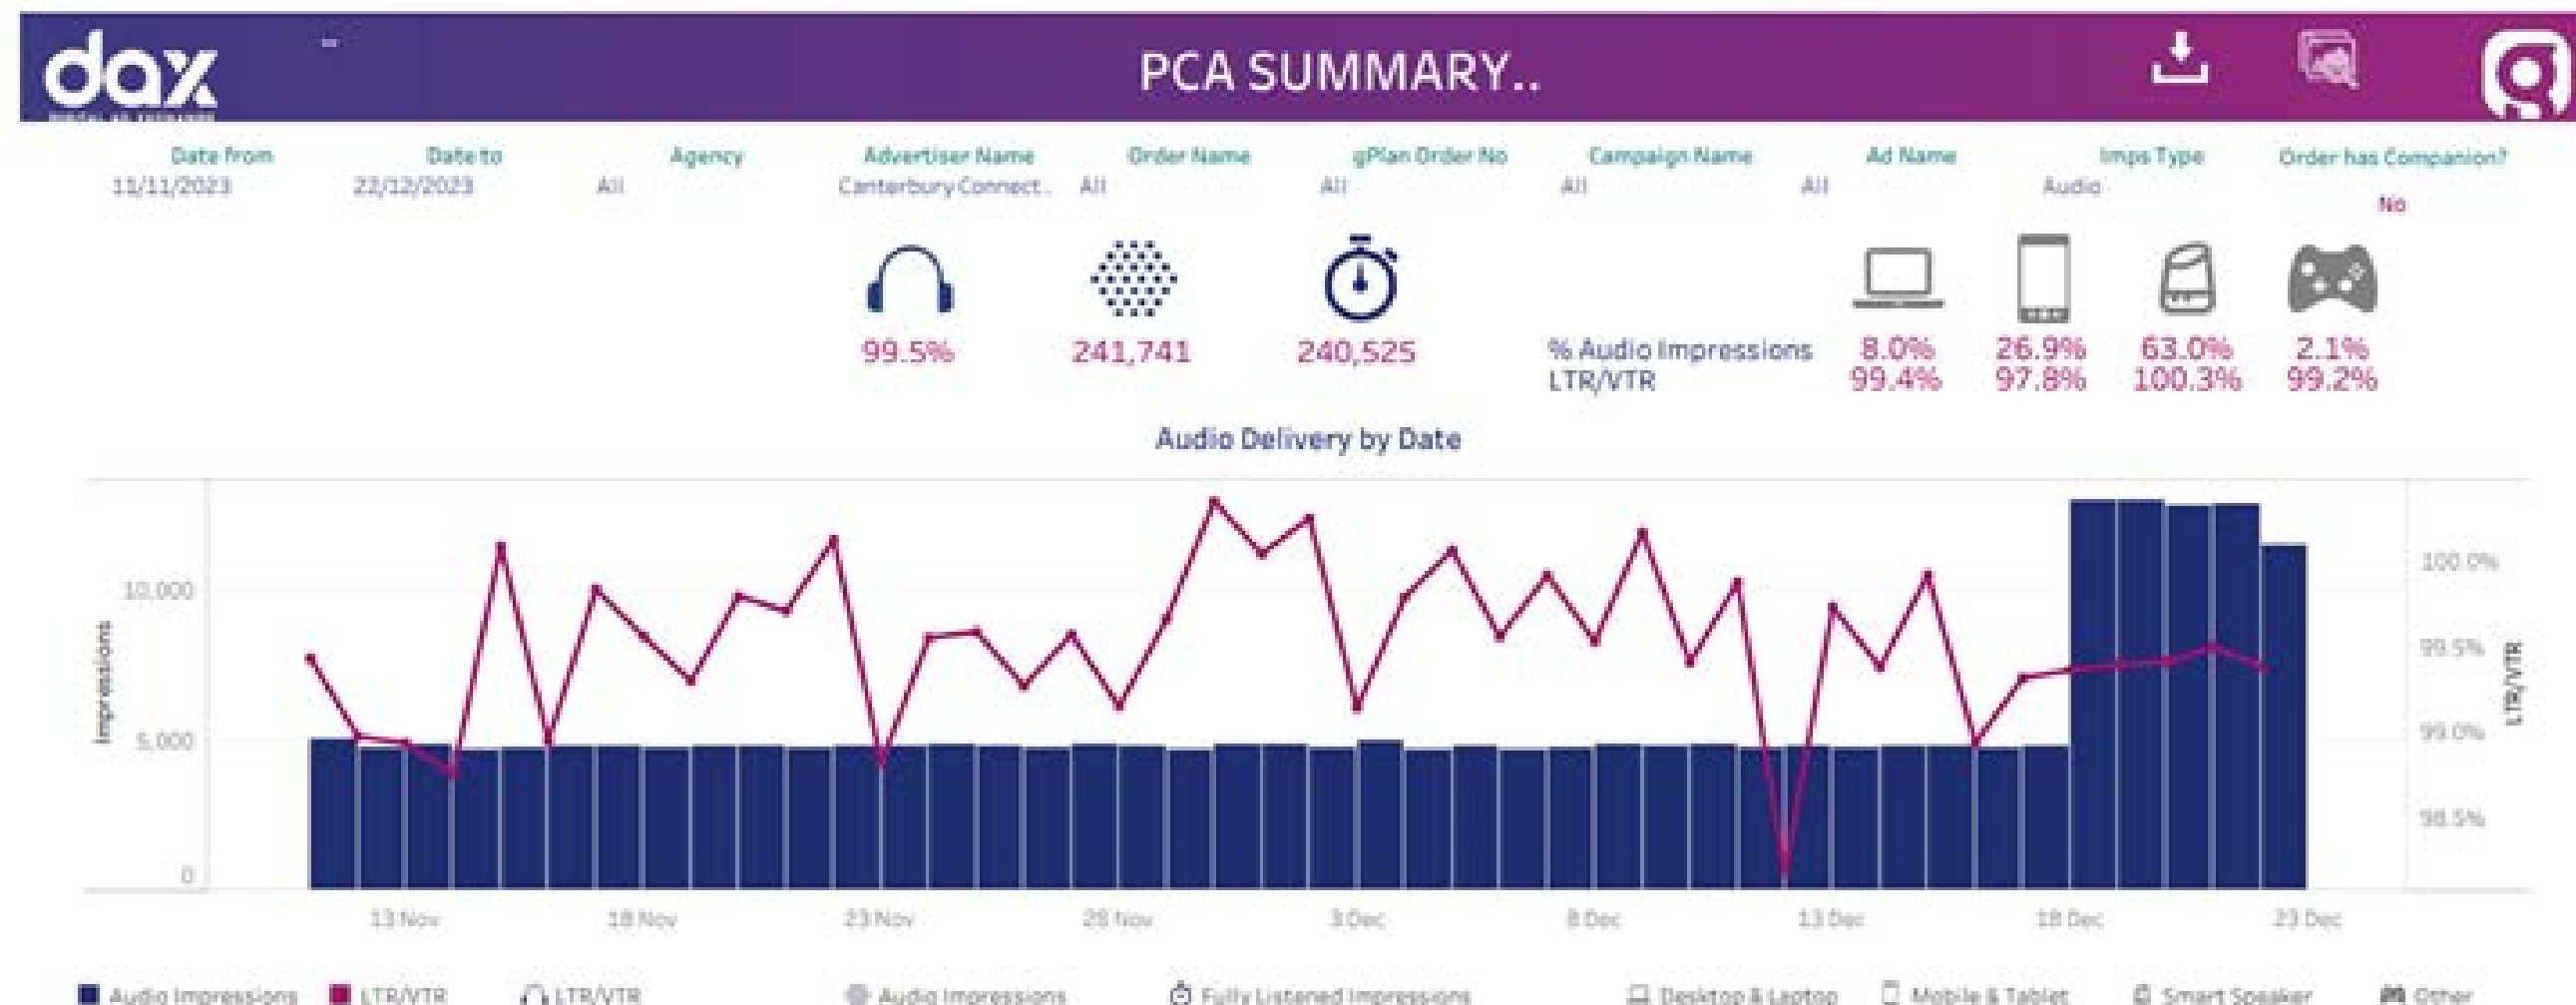 dax
PCA SUMMARY..
DIGITAL AD EXCHANGE
Date from Date to Agency Advertiser Name Order Name gPlan Order No Campaign Name Ad Name Imps Type Order has Companion?
11/11/2023 22/12/2023 All Canterbury Connect.. All All All All Audio
No
99.5% 241,741 240,525 % Audio Impressions 8.0% 26.9% 63.0% 2.1%
LTR/VTR 99.4% 97.8% 100.3% 99.2%
Audio Delivery by Date
Impressions
10,000
5,000
0
100.0%
99.5%
99.0%
98.5%
LTR/VTR
13 Nov 18 Nov 23 Nov 28 Nov 3 Dec 8 Dec 13 Dec 18 Dec 23 Dec
Audio Impressions LTR/VTR LTR/VTR Audio Impressions Fully Listened Impressions Desktop & Laptop Mobile & Tablet Smart Speaker Other